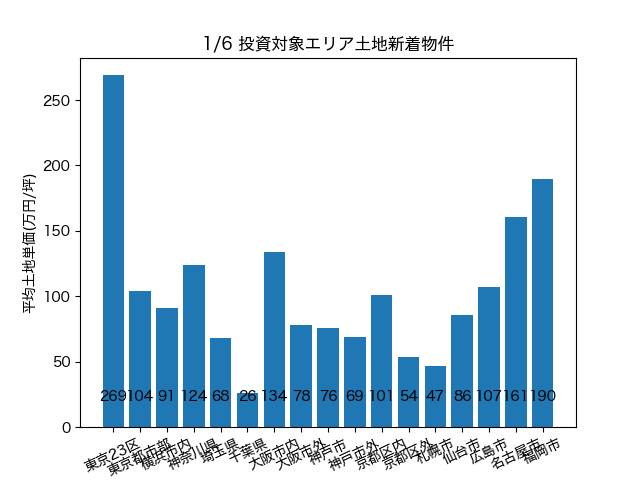 1/6 投資対象エリア土地新着物件
平均土地単価(万円/坪)
250
200
150
100
50
0
269 104 91 124 68 26 134 78 76 69 101 54 47 86 107 161 190
東京23区
東京都市部
横浜市内
神奈川県
埼玉県
千葉県
大阪市内
大阪市外
神戸市
神戸市外
京都区内
京都区外
札幌市
仙台市
広島市
名古屋市
福岡市